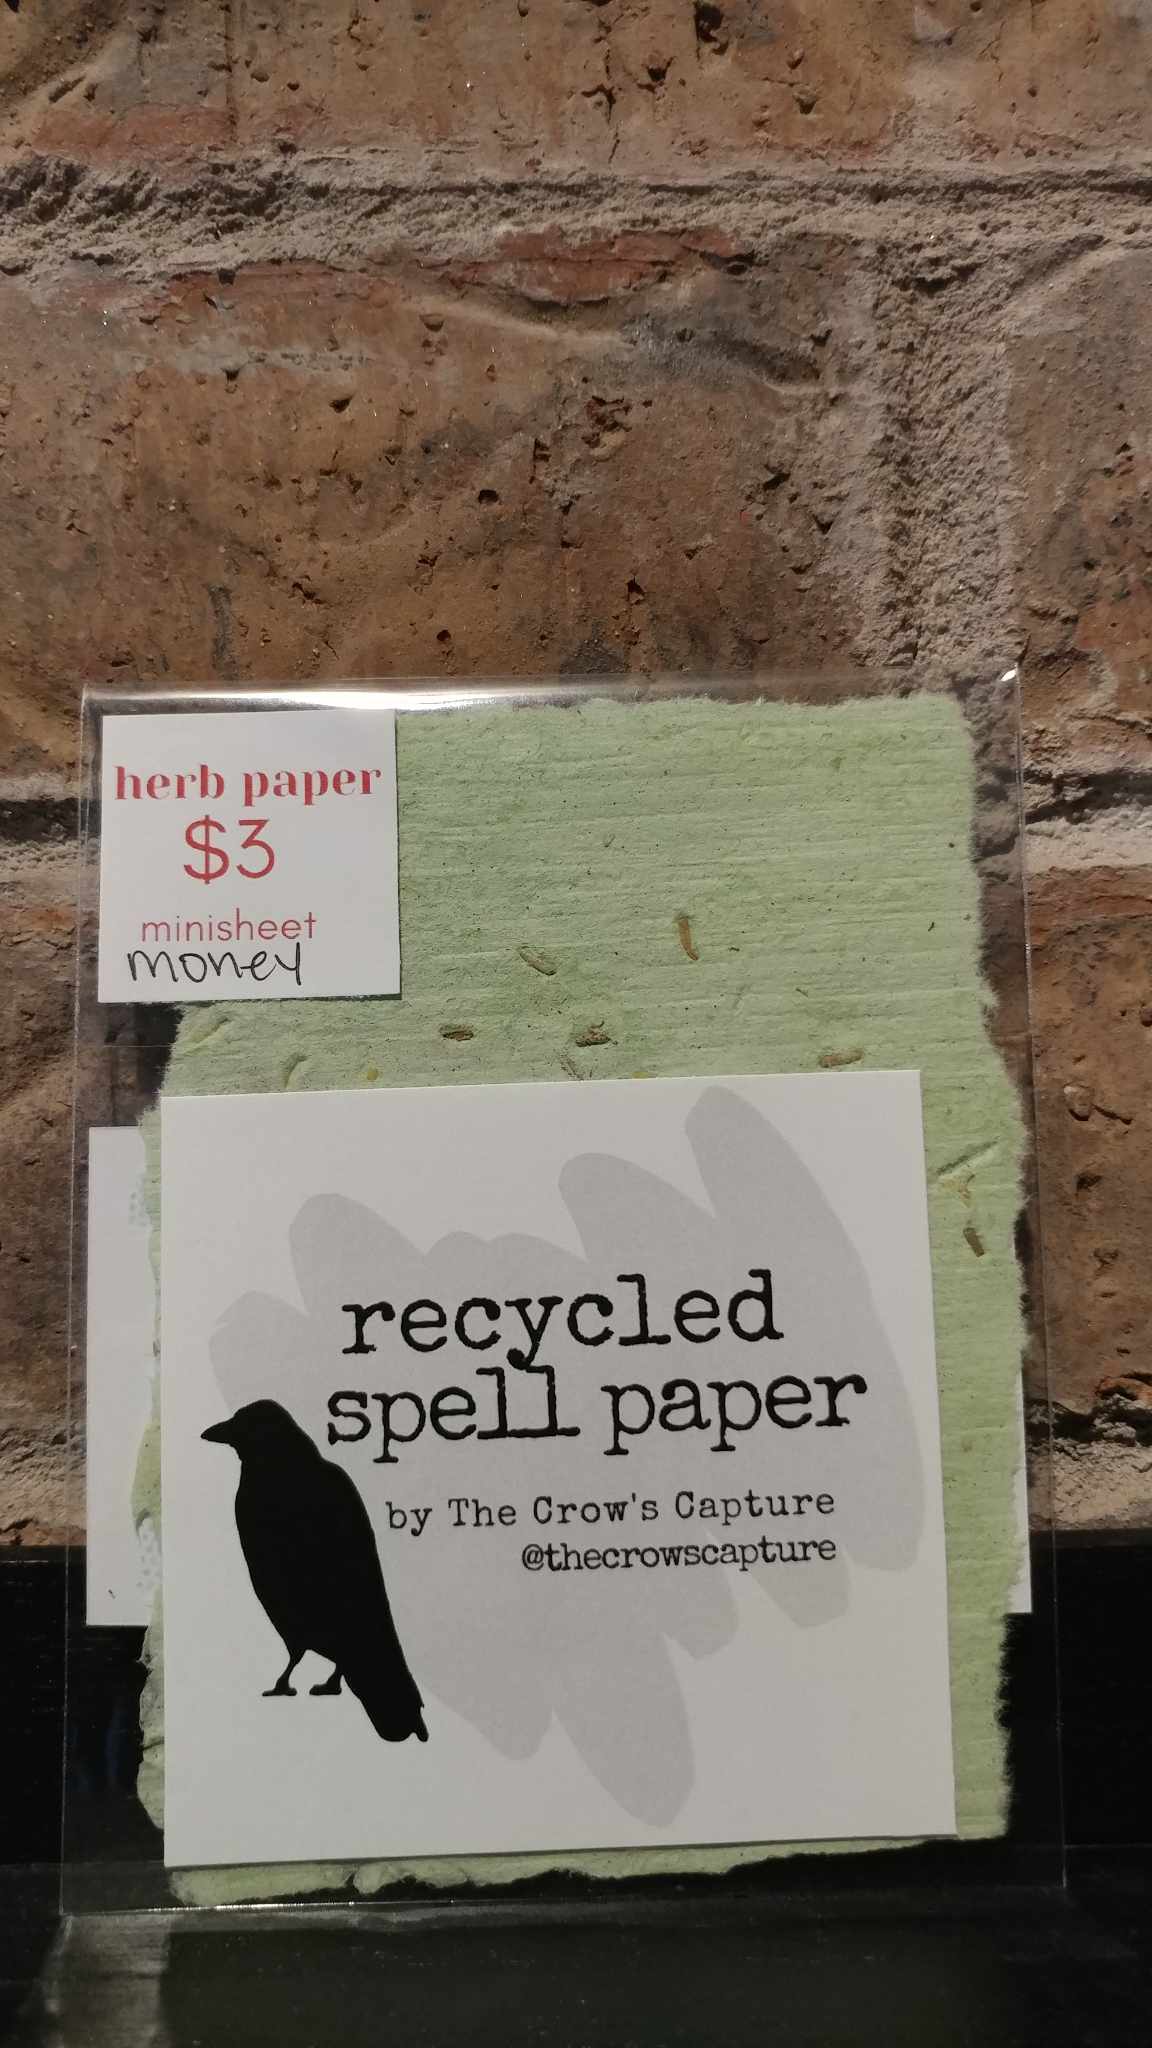 herb paper
$3
minisheet
money
recycled
spell paper
by The Crow's Capture
@thecrowscapture